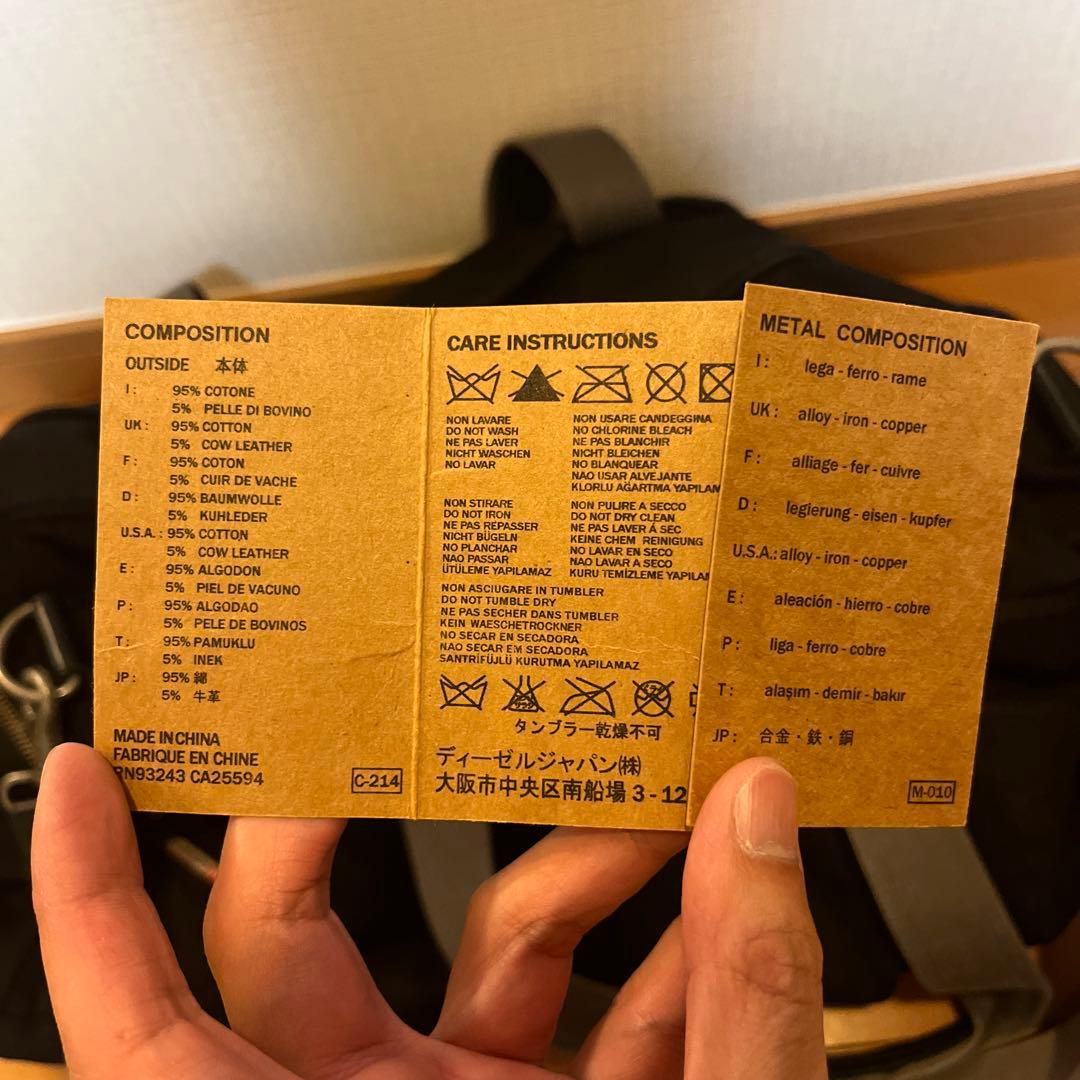 COMPOSITION
OUTSIDE 本体
I : 95% COTONE
5% PELLE DI BOVINO
UK : 95% COTTON
5% COW LEATHER
F : 95% COTON
5% CUIR DE VACHE
D : 95% BAUMWOLLE
5% KUHLEDER
U.S.A. : 95% COTTON
5% COW LEATHER
E : 95% ALGODON
5% PIEL DE VACUNO
P : 95% ALGODAO
5% PELE DE BOVINOS
T : 95% PAMUKLU
5% INEK
JP : 95% 綿
5% 牛革
MADE IN CHINA
FABRIQUE EN CHINE
RN93243 CA25594
C-214
CARE INSTRUCTIONS
NON LAVARE
DO NOT WASH
NE PAS LAVER
NICHT WASCHEN
NO LAVAR
NON USARE CANDEGGINA
NO CHLORINE BLEACH
NE PAS BLANCHIR
NICHT BLEICHEN
NO BLANQUEAR
NAO USAR ALVEJANTE
KLORLU AĞARTMA YAPILAM
NON STIRARE
DO NOT IRON
NE PAS REPASSER
NICHT BÜGELN
NO PLANCHAR
NAO PASSAR
ÜTÜLEME YAPILAMAZ
NON PULIRE A SECCO
DO NOT DRY CLEAN
NE PAS LAVER Á SEC
KEINE CHEM REINIGUNG
NO LAVAR EN SECO
NAO LAVAR A SECO
KURU TEMİZLEME YAPILAM
NON ASCIUGARE IN TUMBLER
DO NOT TUMBLE DRY
NE PAS SECHER DANS TUMBLER
KEIN WAESCHETROCKNER
NO SECAR EN SECADORA
NAO SECAR EM SECADORA
SANTRİFÜJLÜ KURUTMA YAPILAMAZ
タンブラー乾燥不可
ディーゼルジャパン㈱
大阪市中央区南船場 3 - 12
METAL COMPOSITION
I : lega - ferro - rame
UK : alloy - iron - copper
F : alliage - fer - cuivre
D : legierung - eisen - kupfer
U.S.A. : alloy - iron - copper
E : aleación - hierro - cobre
P : liga - ferro - cobre
T : alaşım - demir - bakır
JP : 合金・鉄・銅
M-010